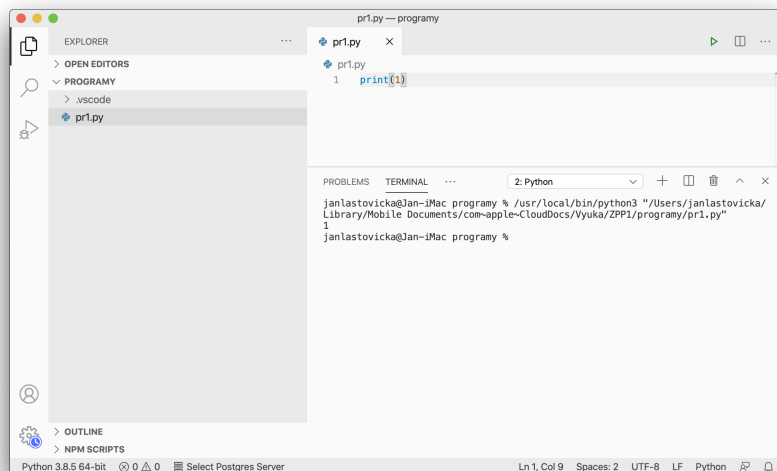 pr1.py — programy
EXPLORER
OPEN EDITORS
PROGRAMY
.vscode
pr1.py
OUTLINE
NPM SCRIPTS
pr1.py
pr1.py
1 print(1)
PROBLEMS TERMINAL ··· 2: Python
janlastovicka@Jan-iMac programy % /usr/local/bin/python3 "/Users/janlastovicka/
Library/Mobile Documents/com~apple~CloudDocs/Vyuka/ZPP1/programy/pr1.py"
1
janlastovicka@Jan-iMac programy %
Python 3.8.5 64-bit 0 0 Select Postgres Server Ln 1, Col 9 Spaces: 2 UTF-8 LF Python